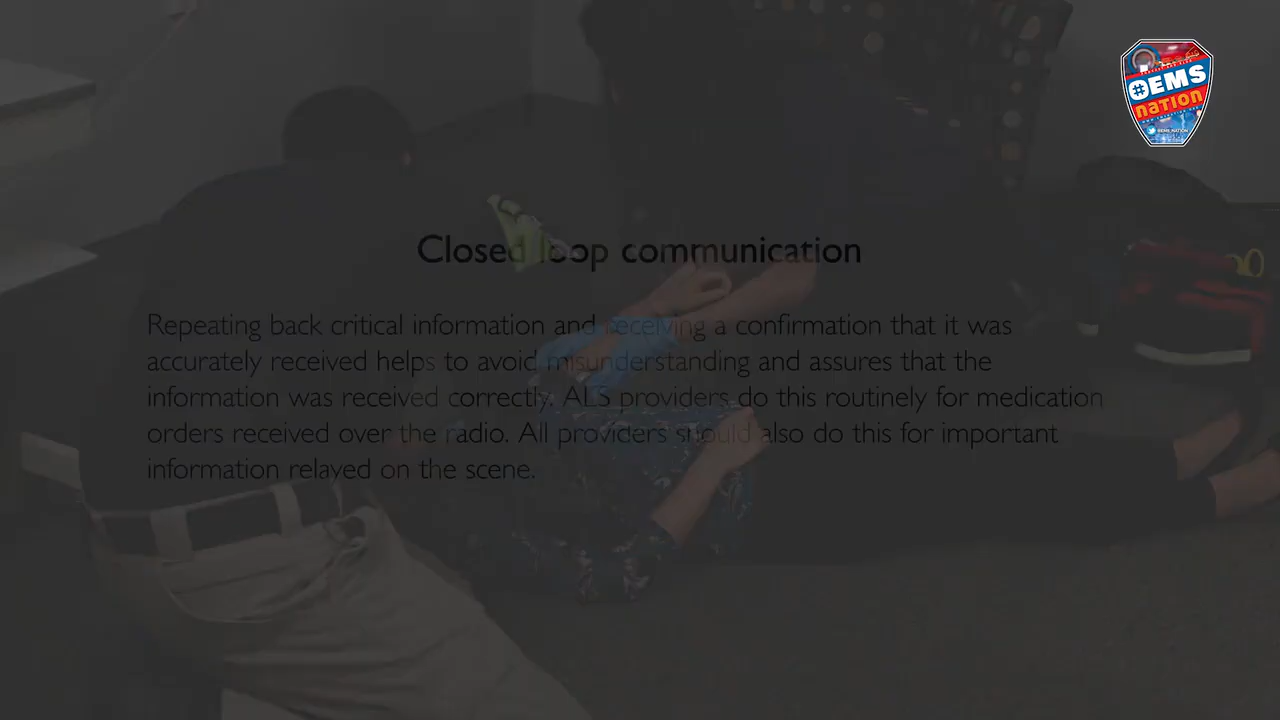 #EMS
nation
Closed loop communication
Repeating back critical information and receiving a confirmation that it was
accurately received helps to avoid misunderstanding and assures that the
information was received correctly. ALS providers do this routinely for medication
orders received over the radio. All providers should also do this for important
information relayed on the scene.